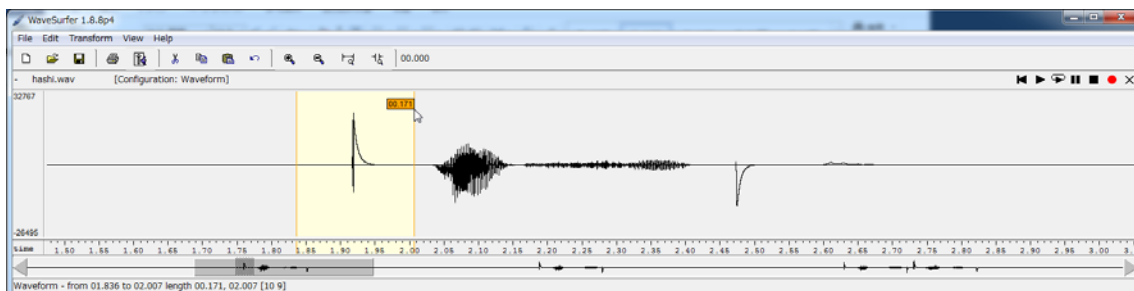 WaveSurfer 1.8.8p4
File Edit Transform View Help
00.000
- hashi.wav [Configuration: Waveform]
32767
00.171
-26495
time 1.50 1.55 1.60 1.65 1.70 1.75 1.80 1.85 1.90 1.95 2.00 2.05 2.10 2.15 2.20 2.25 2.30 2.35 2.40 2.45 2.50 2.55 2.60 2.65 2.70 2.75 2.80 2.85 2.90 2.95 3.00 3.
Waveform - from 01.836 to 02.007 length 00.171, 02.007 [10 9]